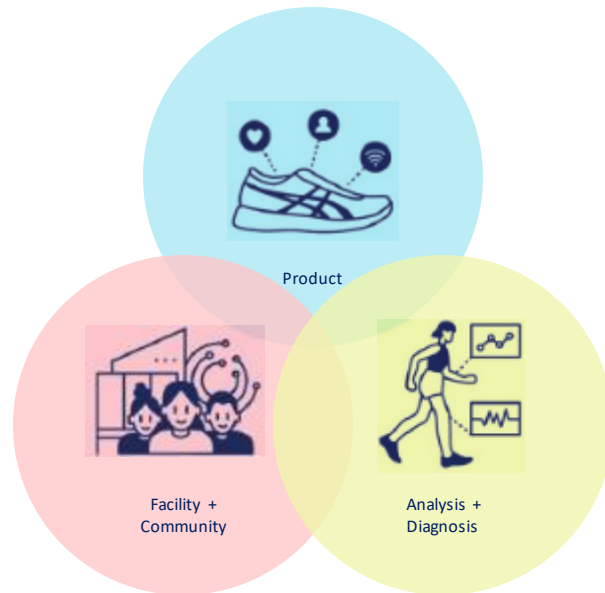 Product
Facility +
Community
Analysis +
Diagnosis